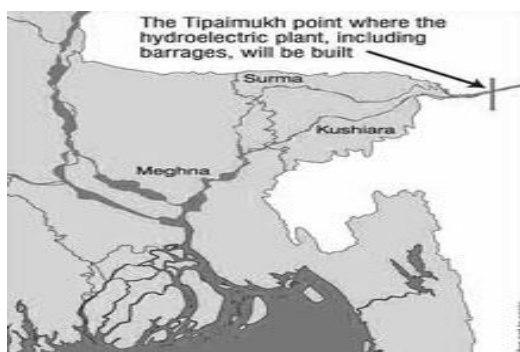 The Tipaimukh point where the
hydroelectric plant, including
barrages, will be built
Surma
Kushiara
Meghna